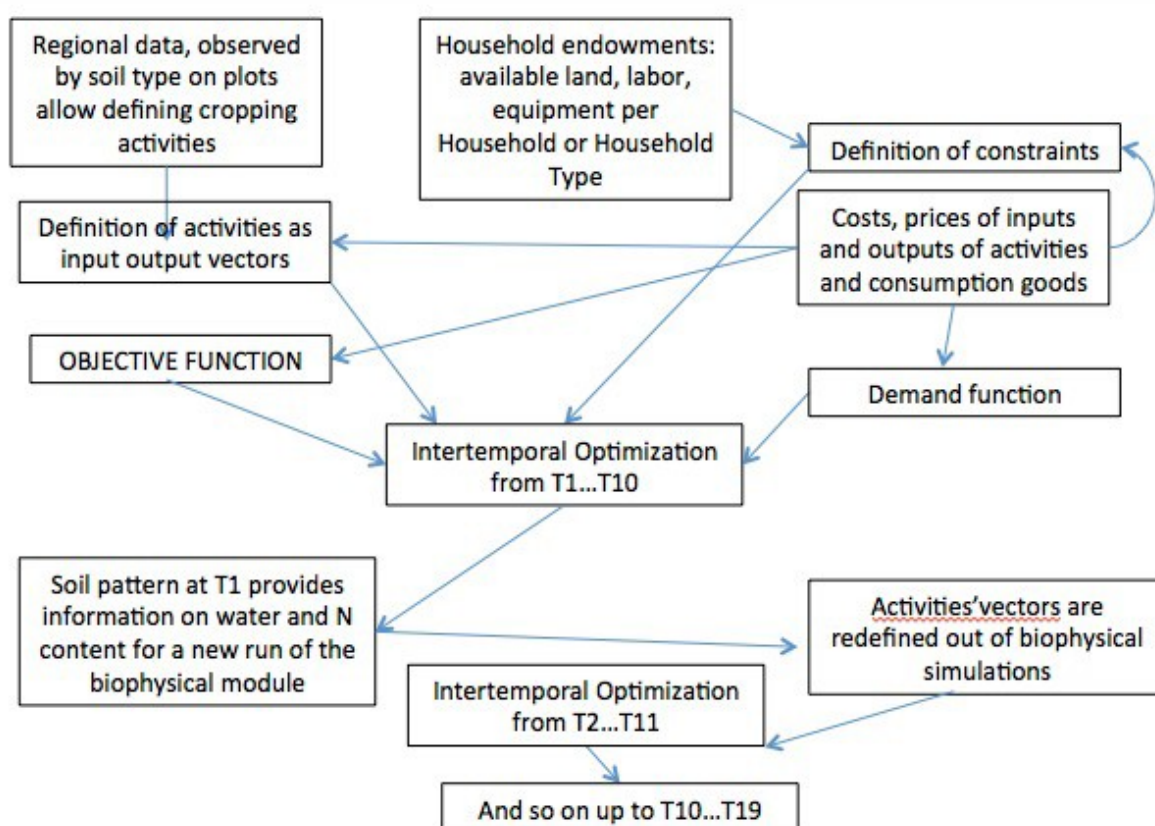 Regional data, observed
by soil type on plots
allow defining cropping
activities
Household endowments:
available land, labor,
equipment per
Household or Household
Type
Definition of constraints
Definition of activities as
input output vectors
Costs, prices of inputs
and outputs of activities
and consumption goods
OBJECTIVE FUNCTION
Demand function
Intertemporal Optimization
from T1...T10
Soil pattern at T1 provides
information on water and N
content for a new run of the
biophysical module
Activities'vectors are
redefined out of biophysical
simulations
Intertemporal Optimization
from T2...T11
And so on up to T10...T19